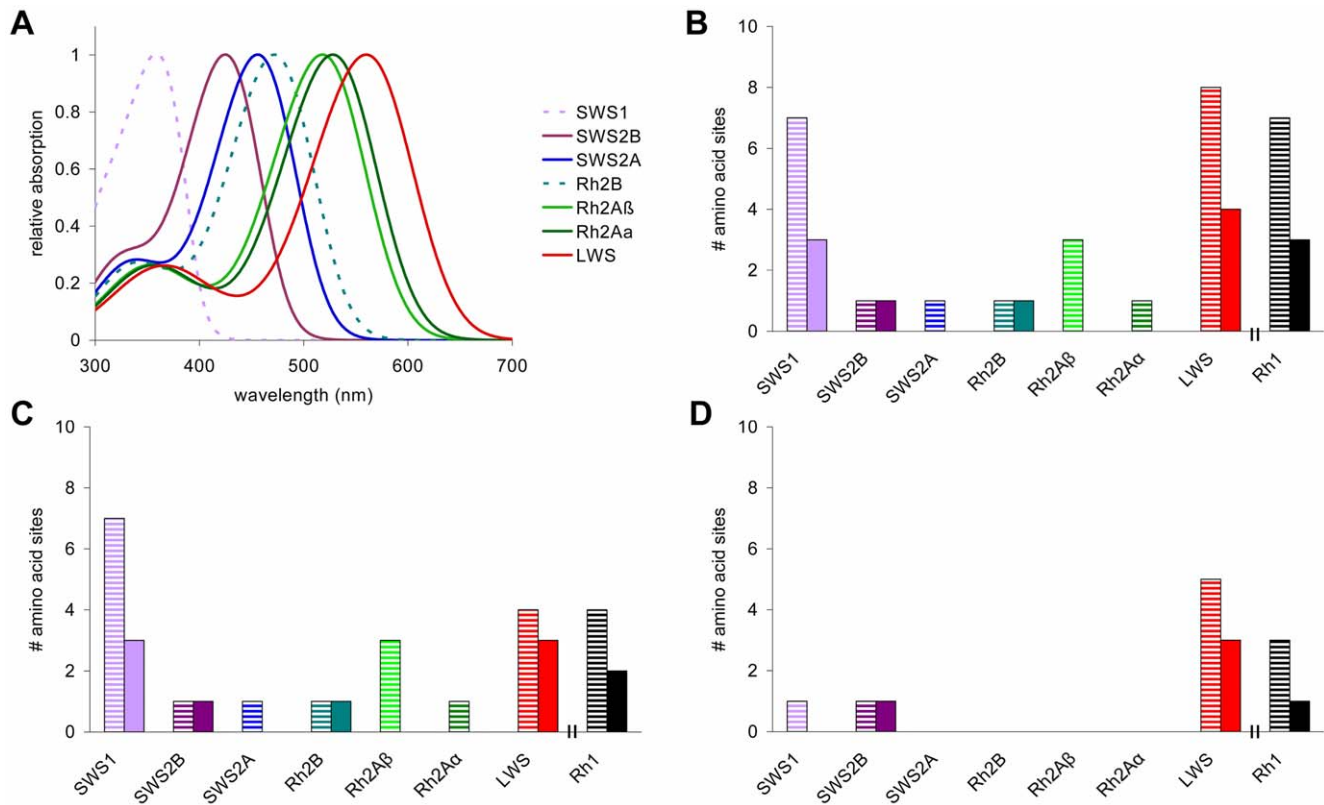 A
relative absorption
1
0.8
0.6
0.4
0.2
0
300
400
500
600
700
wavelength (nm)
SWS1
SWS2B
SWS2A
Rh2B
Rh2Aß
Rh2Aa
LWS
B
# amino acid sites
10
8
6
4
2
0
SWS1
SWS2B
SWS2A
Rh2B
Rh2Aβ
Rh2Aα
LWS
Rh1
C
# amino acid sites
10
8
6
4
2
0
SWS1
SWS2B
SWS2A
Rh2B
Rh2Aβ
Rh2Aα
LWS
Rh1
D
# amino acid sites
10
8
6
4
2
0
SWS1
SWS2B
SWS2A
Rh2B
Rh2Aβ
Rh2Aα
LWS
Rh1